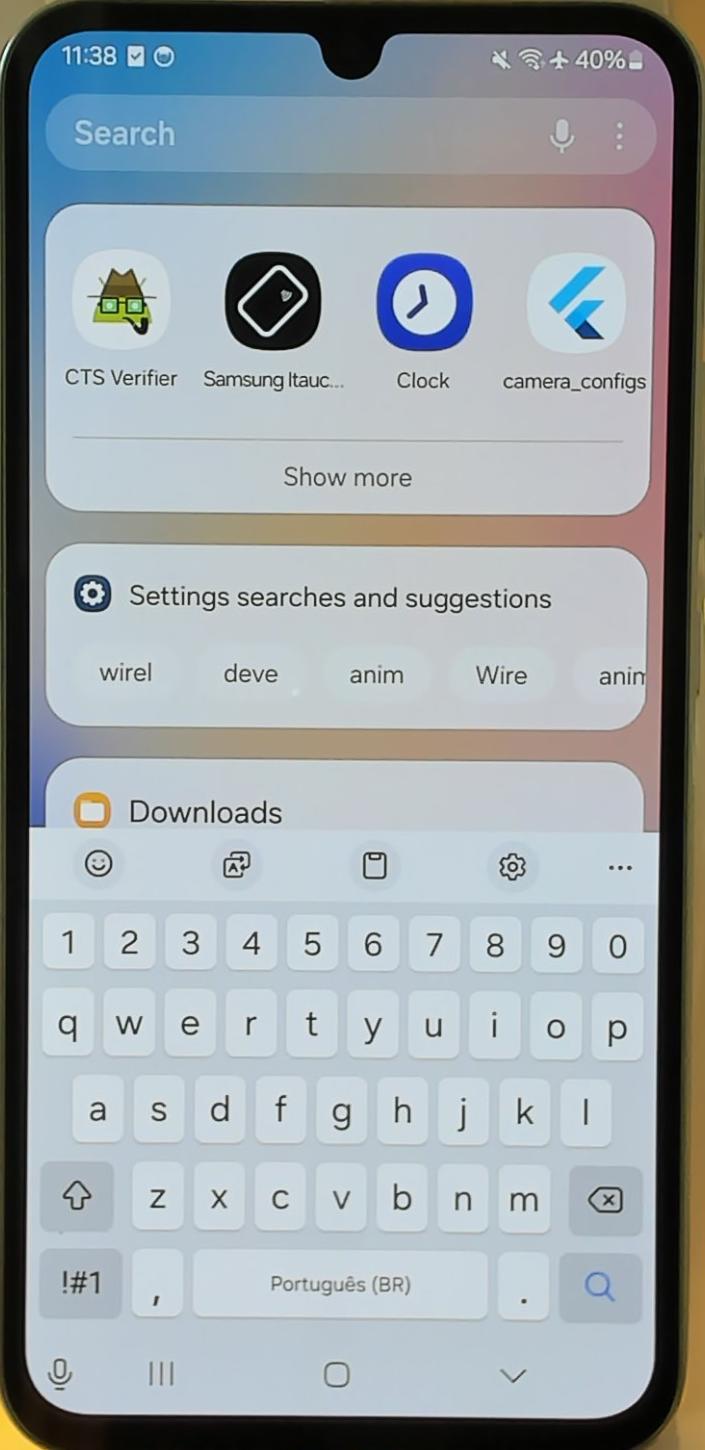 11:38 40%
Search
CTS Verifier Samsung Itauc... Clock camera_configs
Show more
Settings searches and suggestions
wirel deve anim Wire anim
Downloads
1 2 3 4 5 6 7 8 9 0
q w e r t y u i o p
a s d f g h j k l
z x c v b n m
!#1 , Português (BR) .